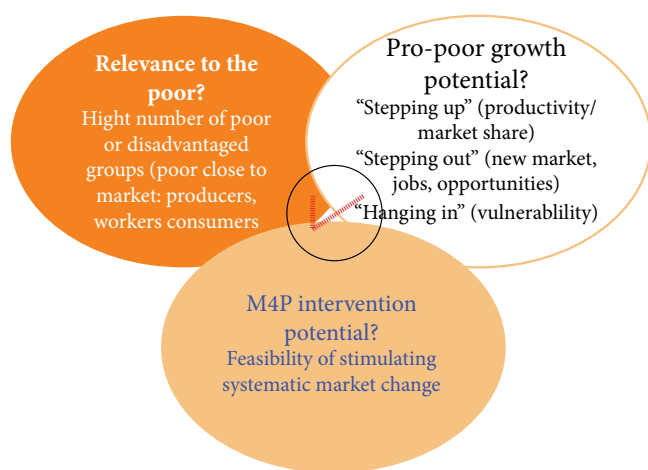 Relevance to the
poor?
Hight number of poor
or disadvantaged
groups (poor close to
market: producers,
workers consumers
Pro-poor growth
potential?
“Stepping up” (productivity/
market share)
“Stepping out” (new market,
jobs, opportunities)
“Hanging in” (vulnerablility)
M4P intervention
potential?
Feasibility of stimulating
systematic market change